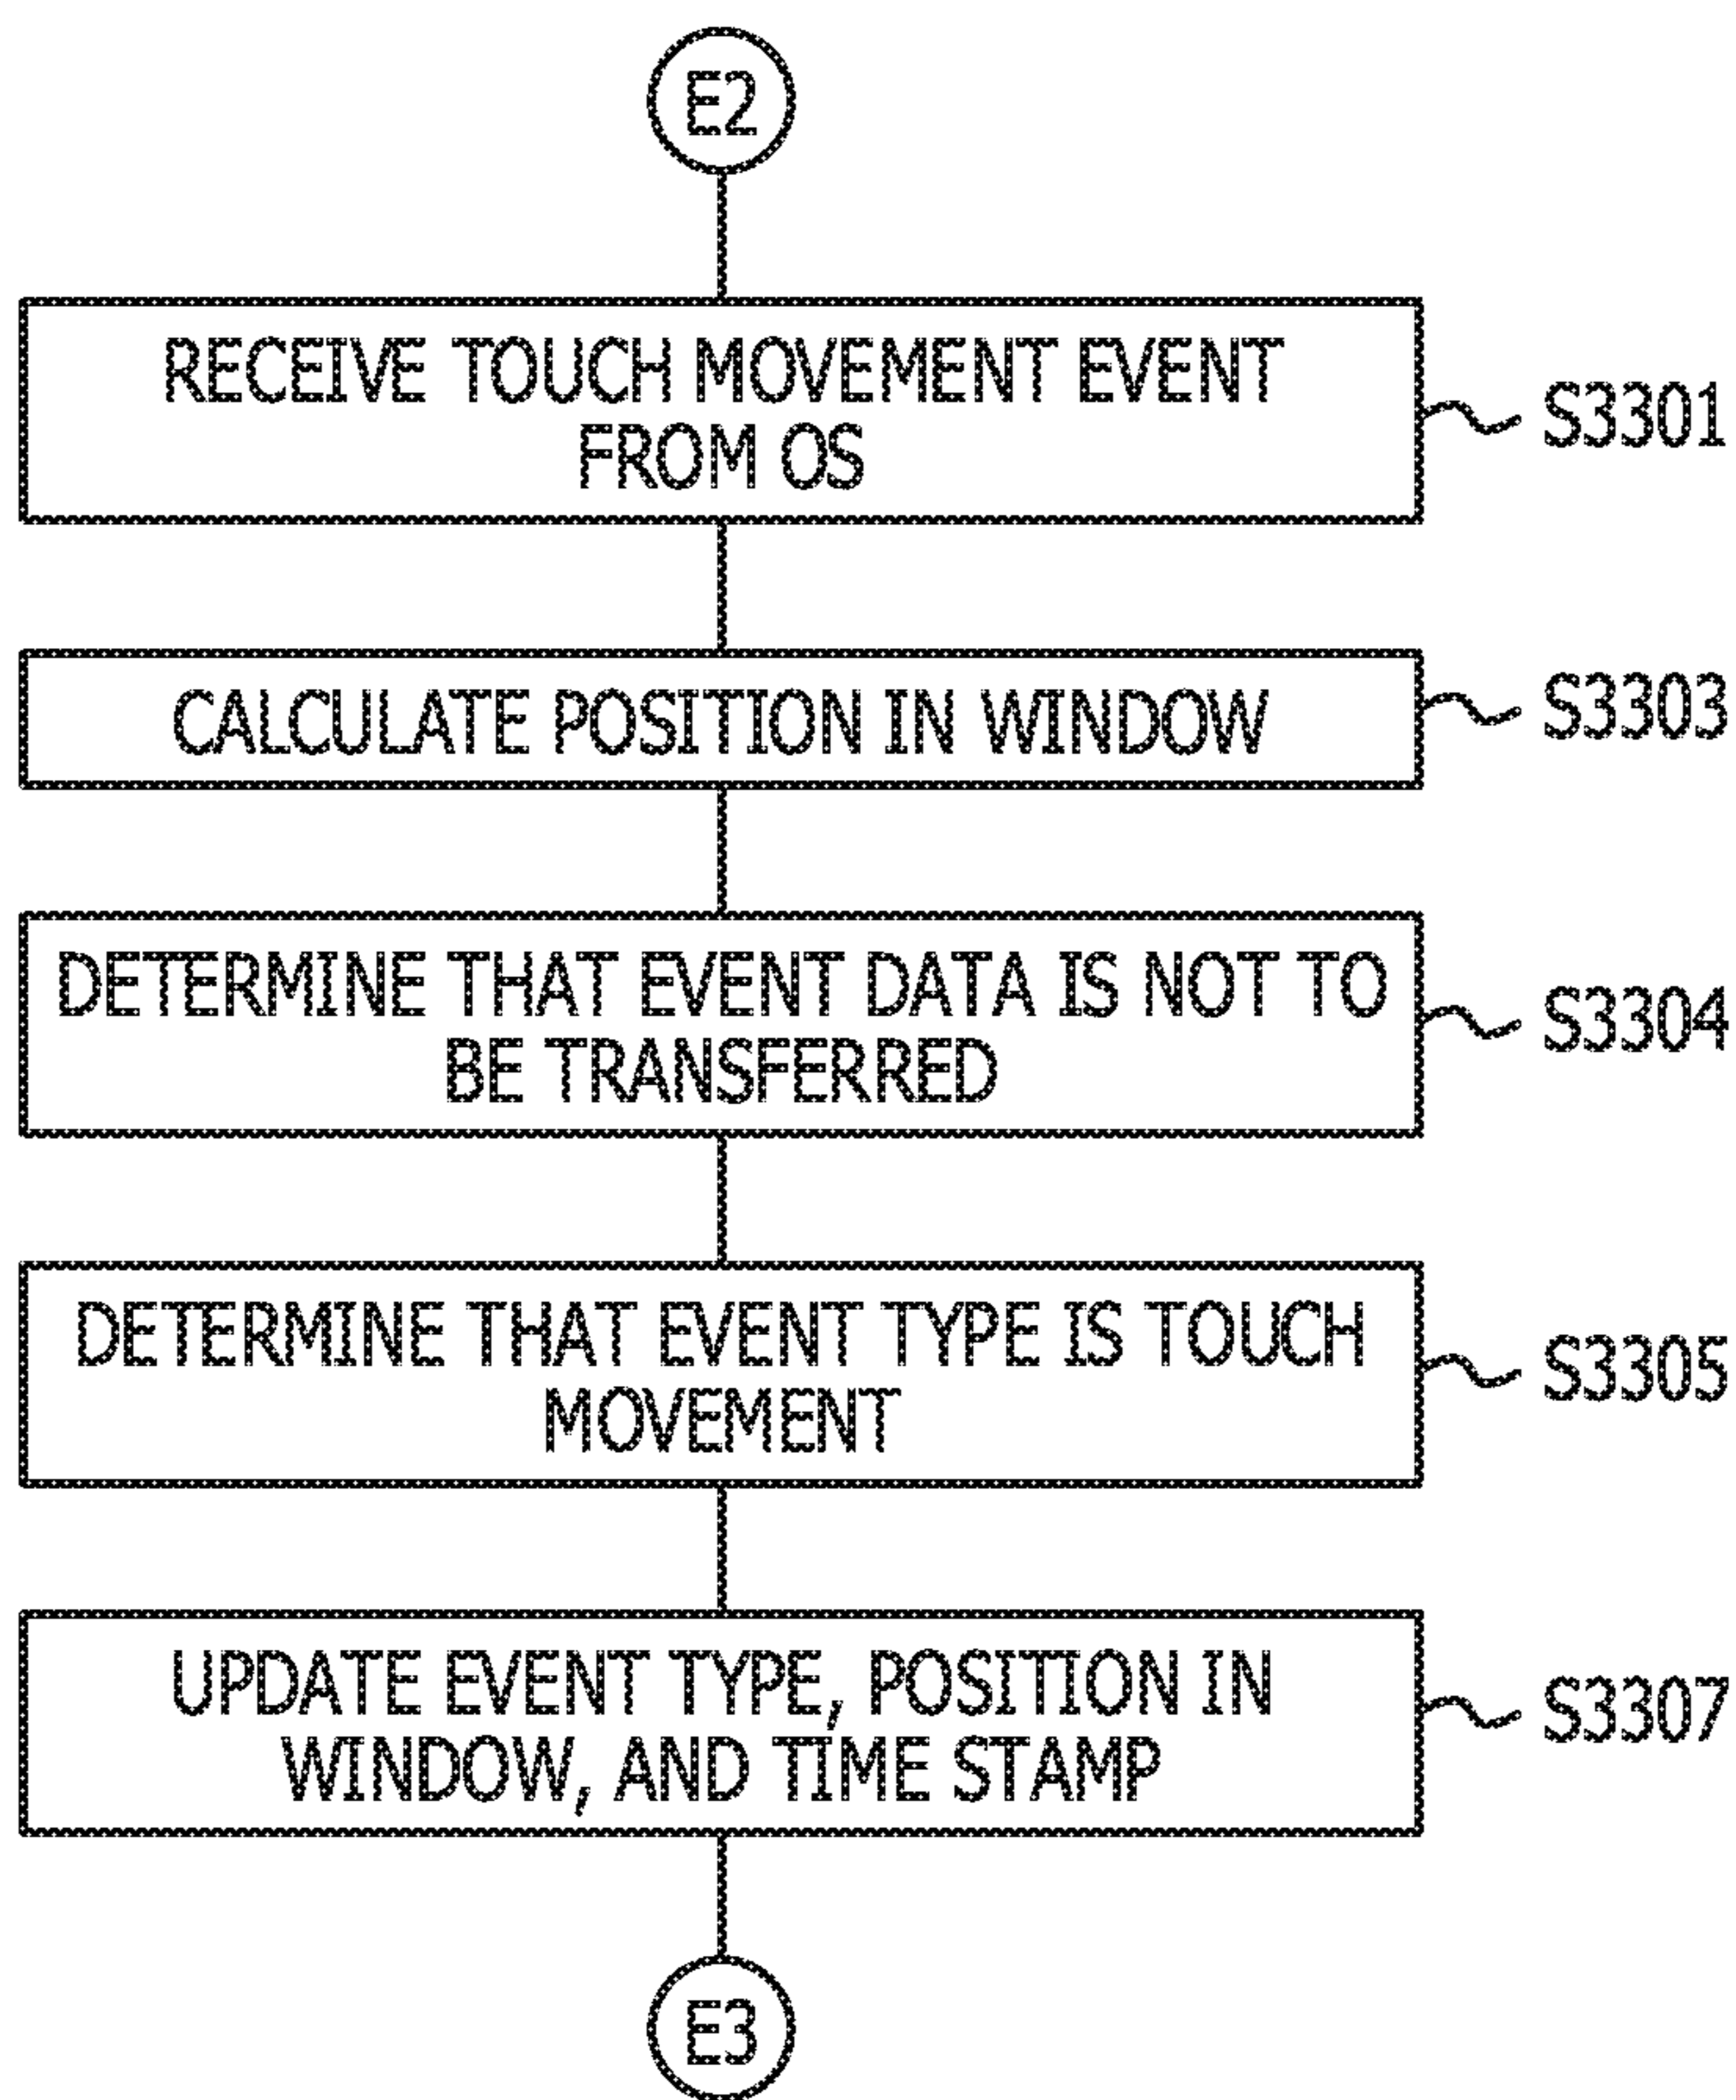 E2
RECEIVE TOUCH MOVEMENT EVENT
FROM OS
S3301
CALCULATE POSITION IN WINDOW
S3303
DETERMINE THAT EVENT DATA IS NOT TO
BE TRANSFERRED
S3304
DETERMINE THAT EVENT TYPE IS TOUCH
MOVEMENT
S3305
UPDATE EVENT TYPE, POSITION IN
WINDOW, AND TIME STAMP
S3307
E3